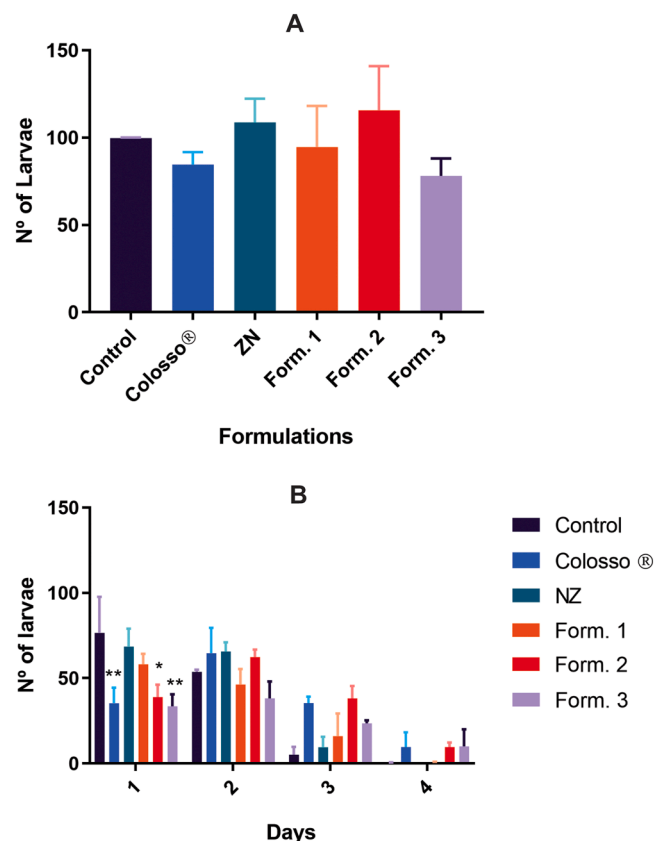 A
150
100
50
0
Nº of Larvae
Control
Colosso®
ZN
Form. 1
Form. 2
Form. 3
Formulations
B
150
100
50
0
Nº of larvae
** * **
1 2 3 4
Days
Control
Colosso ®
NZ
Form. 1
Form. 2
Form. 3